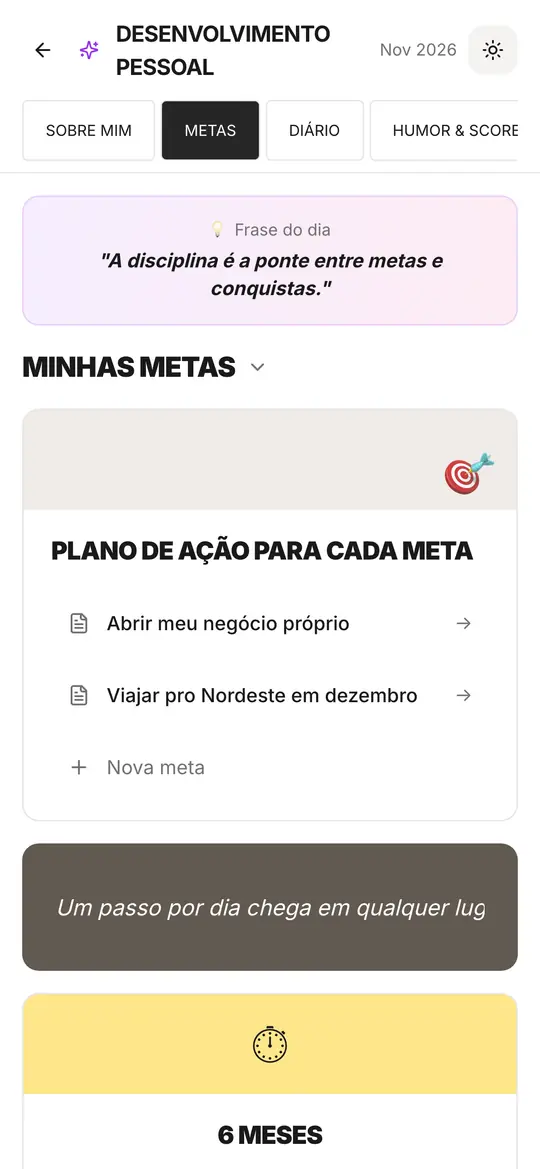 DESENVOLVIMENTO
PESSOAL
Nov 2026
SOBRE MIM
METAS
DIÁRIO
HUMOR & SCORE
Frase do dia
"A disciplina é a ponte entre metas e
conquistas."
MINHAS METAS
PLANO DE AÇÃO PARA CADA META
Abrir meu negócio próprio
Viajar pro Nordeste em dezembro
Nova meta
Um passo por dia chega em qualquer lug
6 MESES